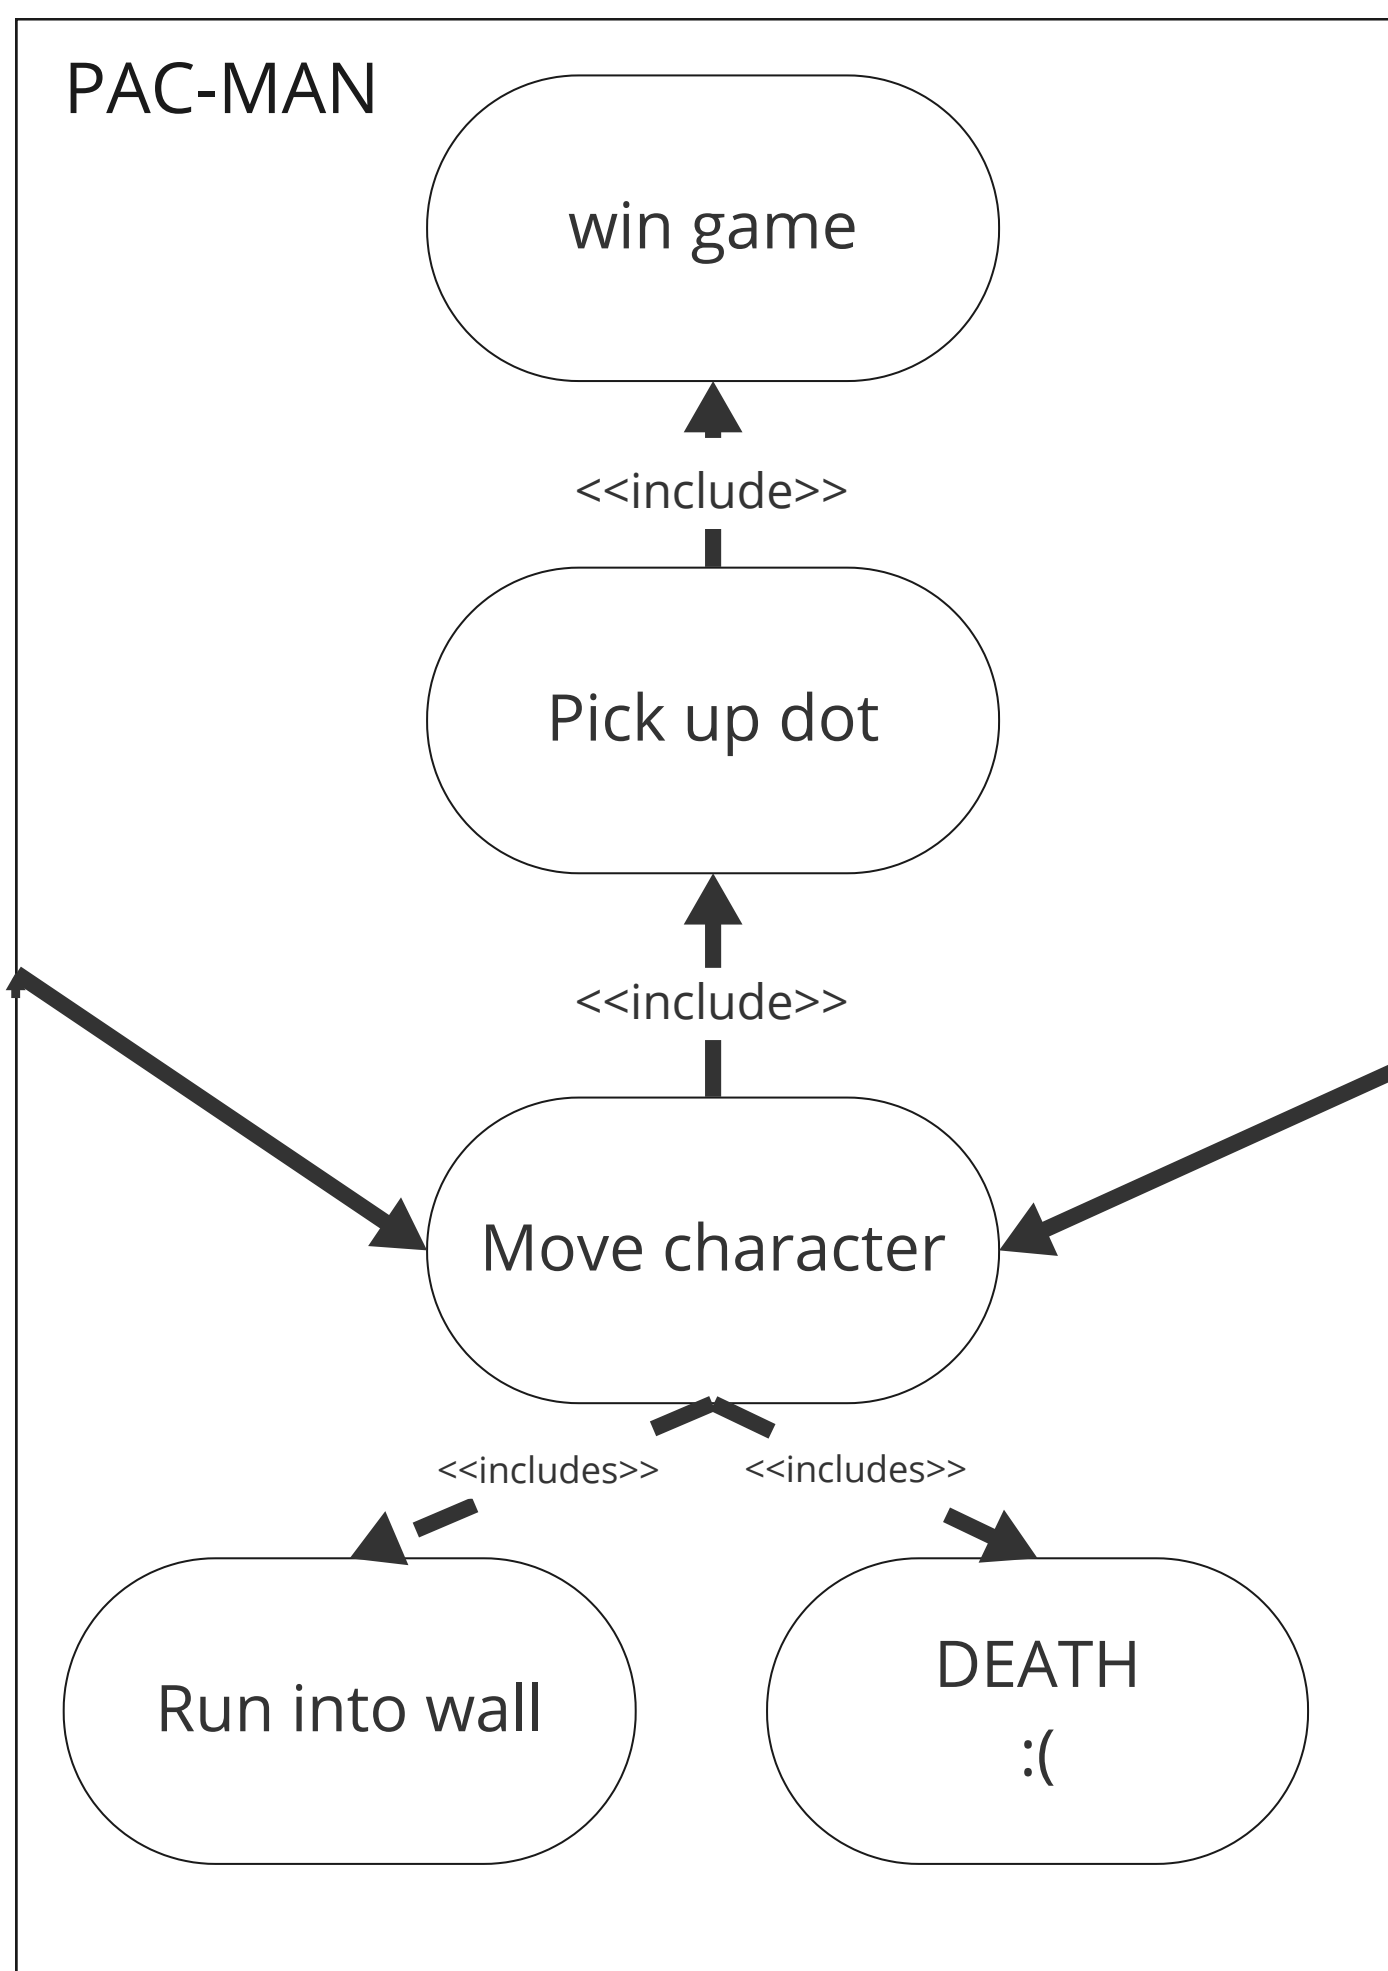 PAC-MAN
win game
<<include>>
Pick up dot
<<include>>
Move character
<<includes>>
<<includes>>
Run into wall
DEATH
:(